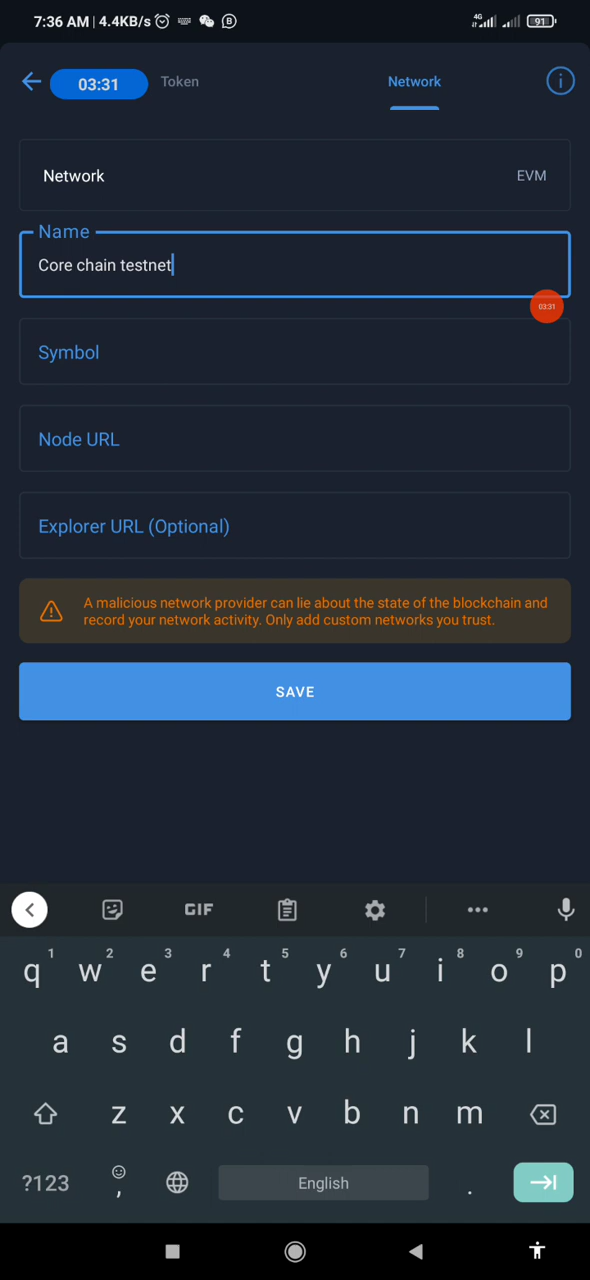 7:36 AM | 4.4KB/s 4G 91
03:31 Token Network
Network EVM
Name
Core chain testnet
03:31
Symbol
Node URL
Explorer URL (Optional)
A malicious network provider can lie about the state of the blockchain and
record your network activity. Only add custom networks you trust.
SAVE
GIF
1 2 3 4 5 6 7 8 9 0
q w e r t y u i o p
a s d f g h j k l
z x c v b n m
?123 , English .